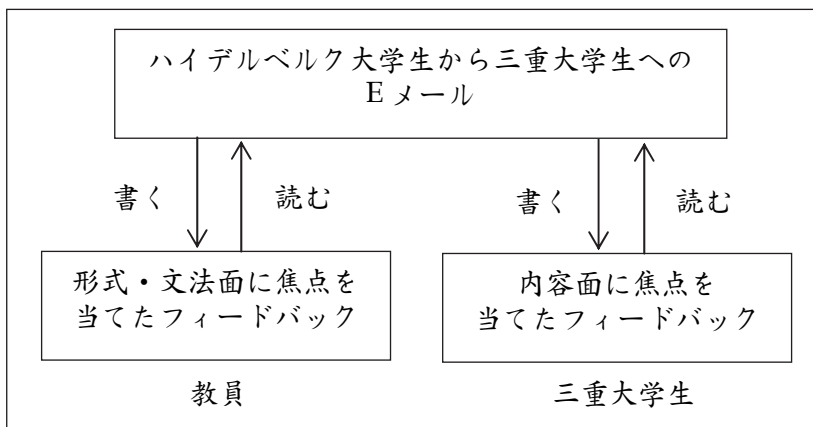 ハイデルベルク大学生から三重大学生への
Eメール
書く
読む
書く
読む
形式・文法面に焦点を
当てたフィードバック
内容面に焦点を
当てたフィードバック
教員
三重大学生